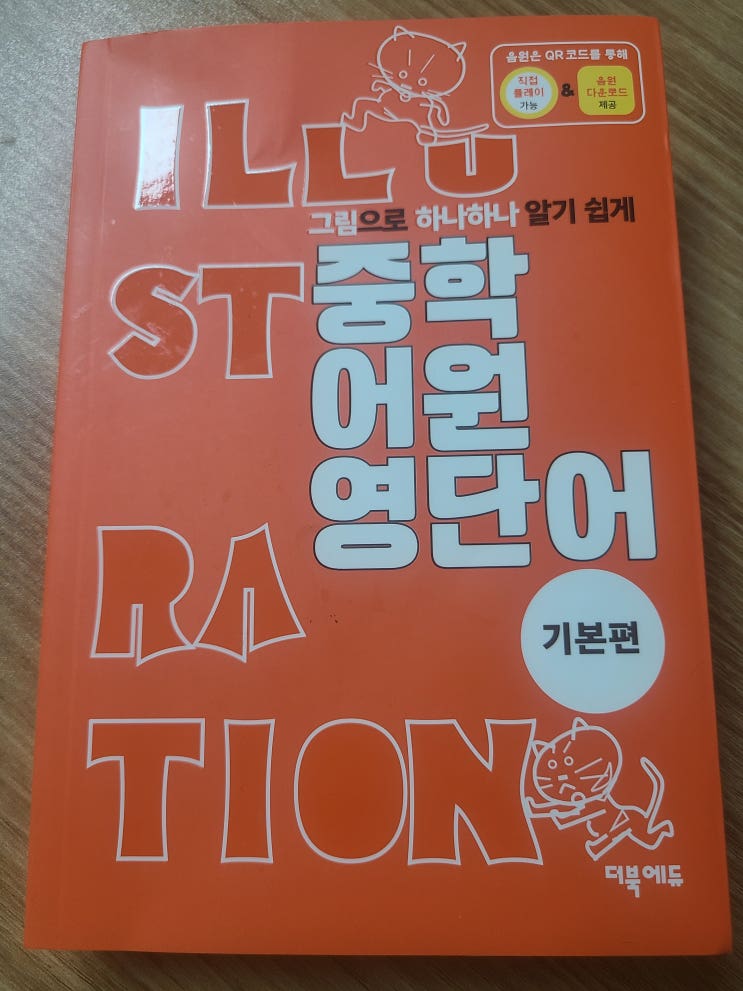 음원은 QR코드를 통해
직접
플레이
가능
&
음원
다운로드
제공
ILLU
그림으로 하나하나 알기 쉽게
ST
중학
어원
영단어
RA
기본편
TION
더북에듀